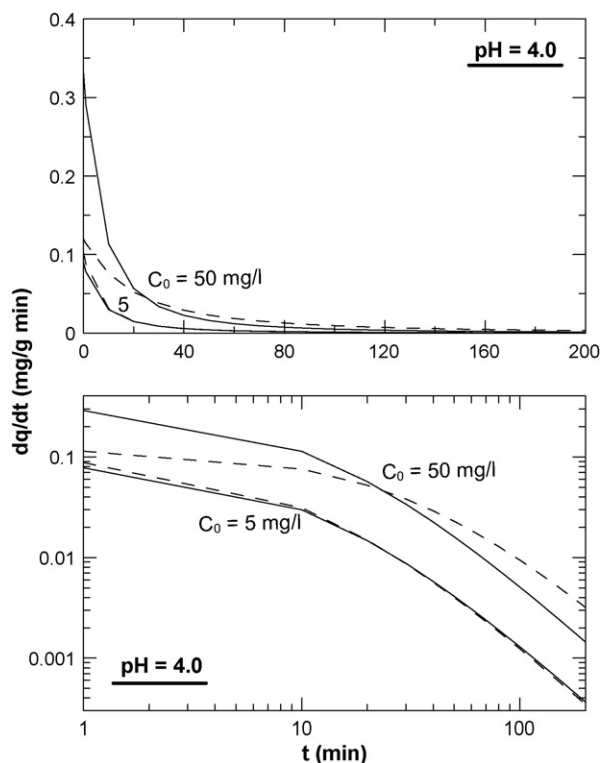 0.4
pH = 4.0
0.3
0.2
0.1
C₀ = 50 mg/l
5
0
0 40 80 120 160 200
dq/dt (mg/g min)
0.1
C₀ = 50 mg/l
C₀ = 5 mg/l
0.01
0.001
pH = 4.0
1 10 100
t (min)